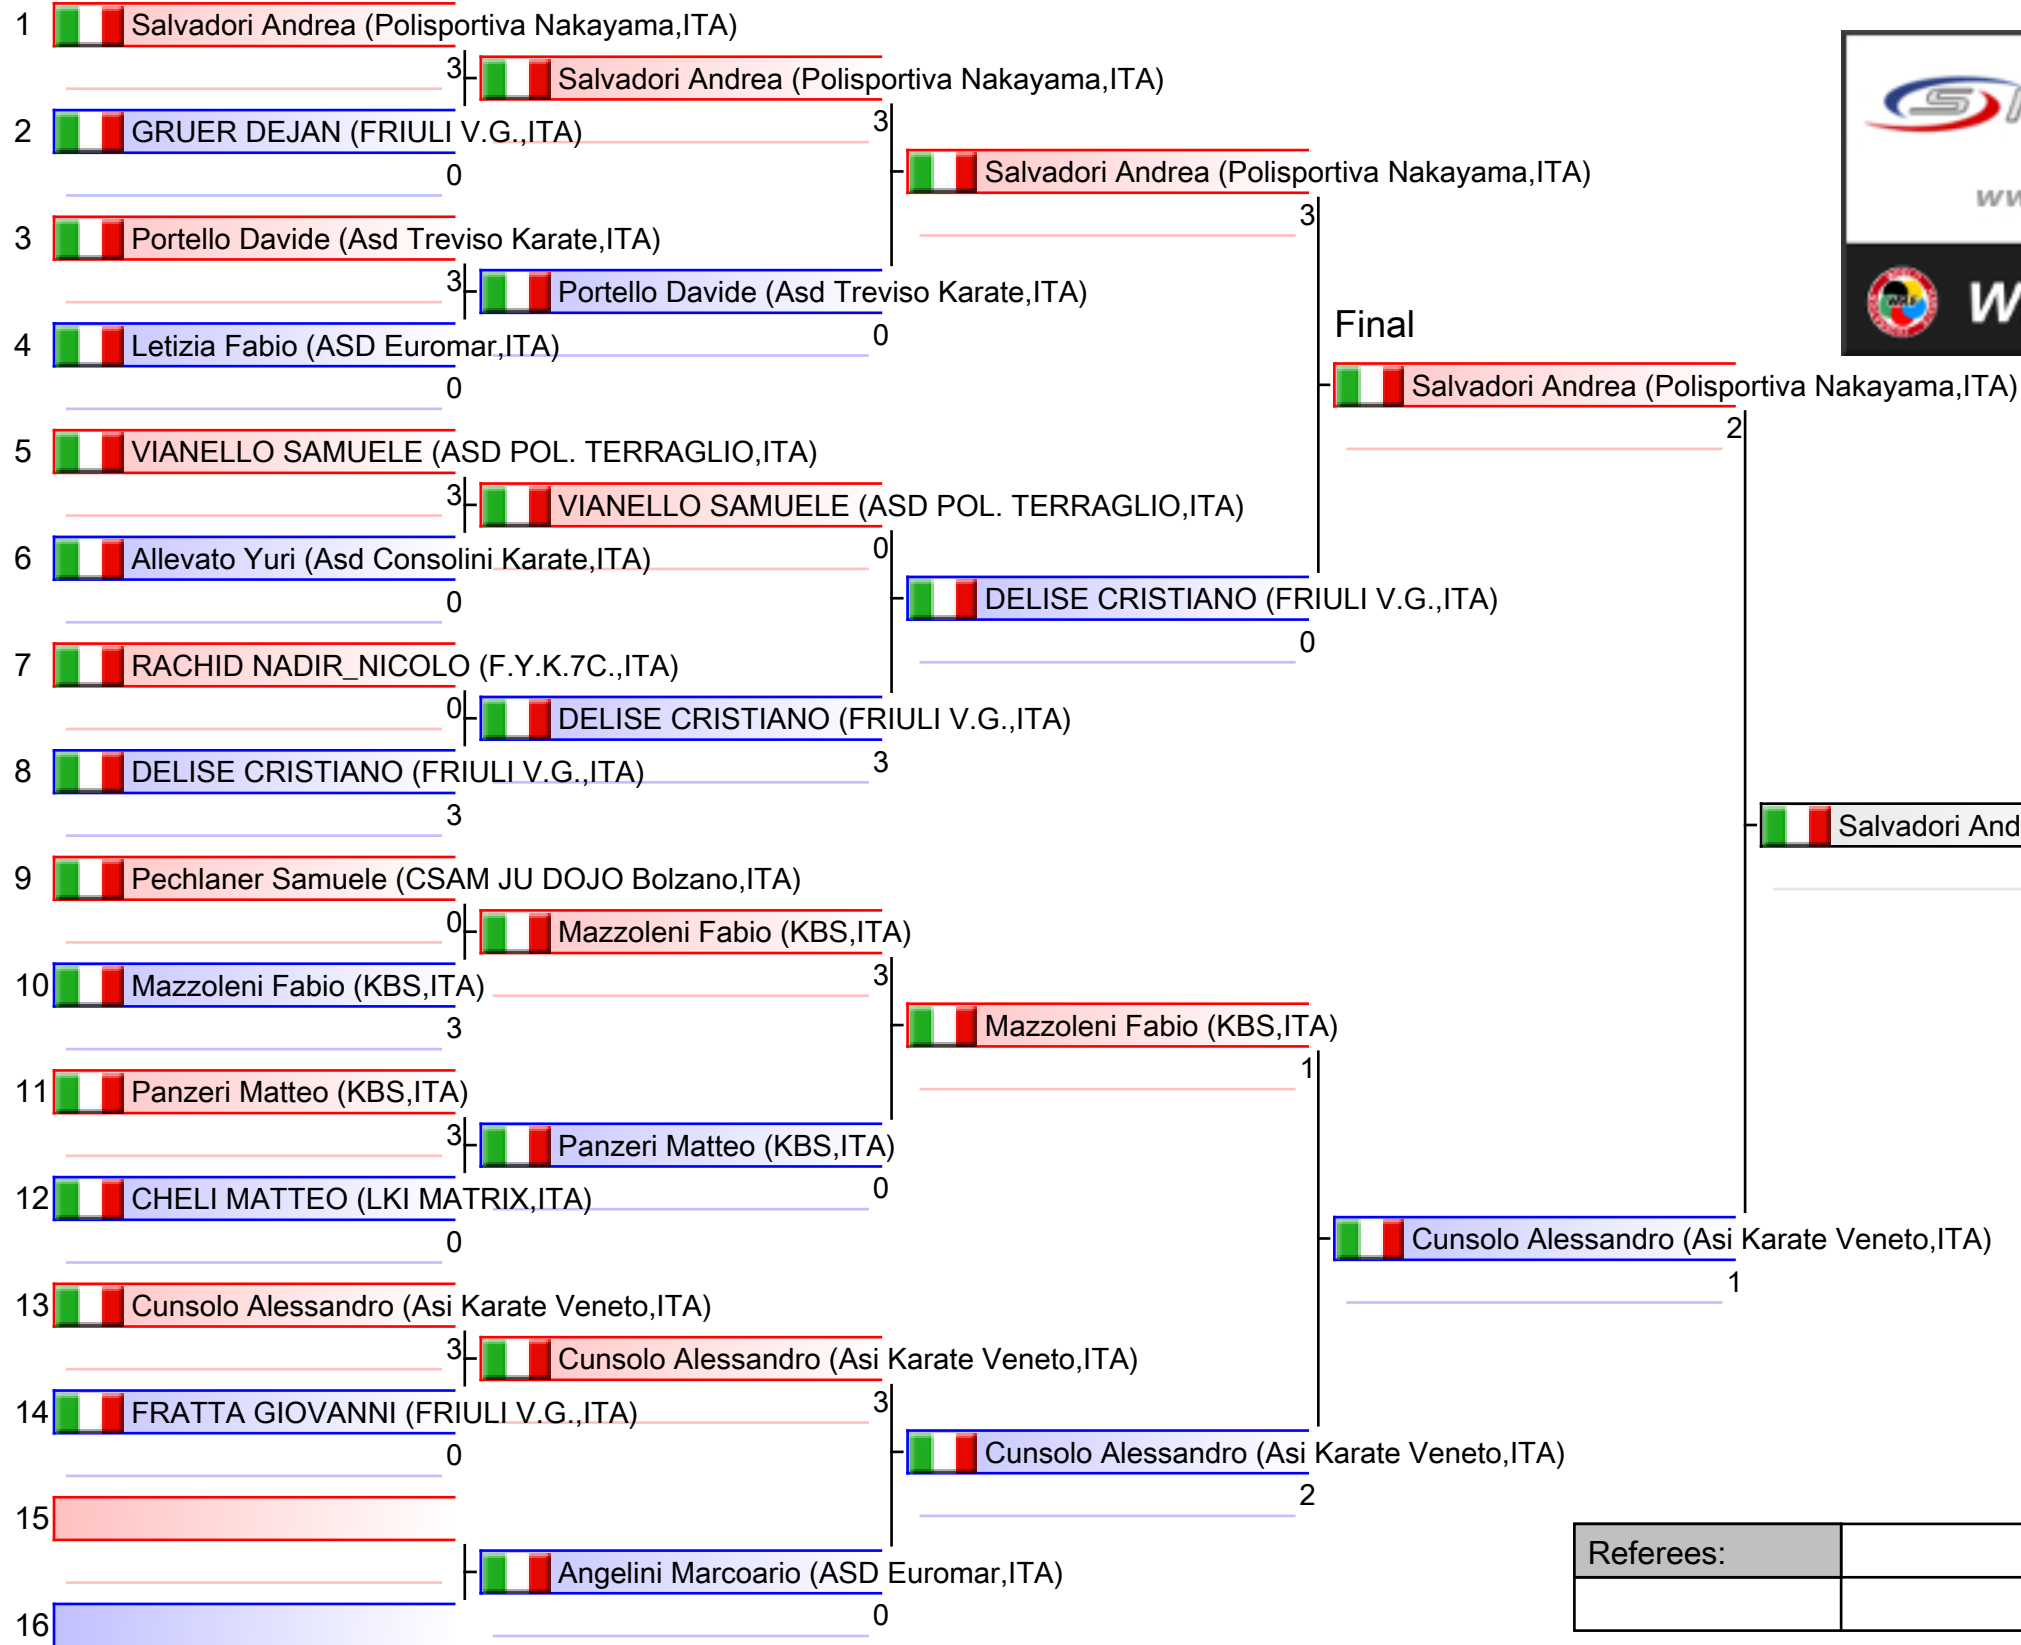 1 Salvadori Andrea (Polisportiva Nakayama,ITA)
3
2 GRUER DEJAN (FRIULI V.G.,ITA)
0
3 Portello Davide (Asd Treviso Karate,ITA)
3
4 Letizia Fabio (ASD Euromar,ITA)
0
5 VIANELLO SAMUELE (ASD POL. TERRAGLIO,ITA)
3
6 Allevato Yuri (Asd Consolini Karate,ITA)
0
7 RACHID NADIR_NICOLO (F.Y.K.7C.,ITA)
0
8 DELISE CRISTIANO (FRIULI V.G.,ITA)
3
9 Pechlaner Samuele (CSAM JU DOJO Bolzano,ITA)
0
10 Mazzoleni Fabio (KBS,ITA)
3
11 Panzeri Matteo (KBS,ITA)
3
12 CHELI MATTEO (LKI MATRIX,ITA)
0
13 Cunsolo Alessandro (Asi Karate Veneto,ITA)
3
14 FRATTA GIOVANNI (FRIULI V.G.,ITA)
0
15
16
Salvadori Andrea (Polisportiva Nakayama,ITA)
3
Portello Davide (Asd Treviso Karate,ITA)
0
VIANELLO SAMUELE (ASD POL. TERRAGLIO,ITA)
0
DELISE CRISTIANO (FRIULI V.G.,ITA)
3
Mazzoleni Fabio (KBS,ITA)
3
Panzeri Matteo (KBS,ITA)
0
Cunsolo Alessandro (Asi Karate Veneto,ITA)
3
Angelini Marcoario (ASD Euromar,ITA)
0
Salvadori Andrea (Polisportiva Nakayama,ITA)
3
DELISE CRISTIANO (FRIULI V.G.,ITA)
0
Mazzoleni Fabio (KBS,ITA)
1
Cunsolo Alessandro (Asi Karate Veneto,ITA)
2
Final
Salvadori Andrea (Polisportiva Nakayama,ITA)
2
Cunsolo Alessandro (Asi Karate Veneto,ITA)
1
Salvadori And
Referees: